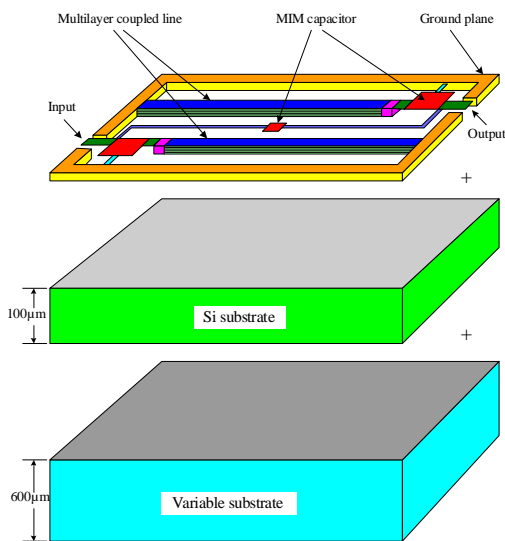 Multilayer coupled line
MIM capacitor
Ground plane
Input
Output
+
100µm
Si substrate
+
600µm
Variable substrate